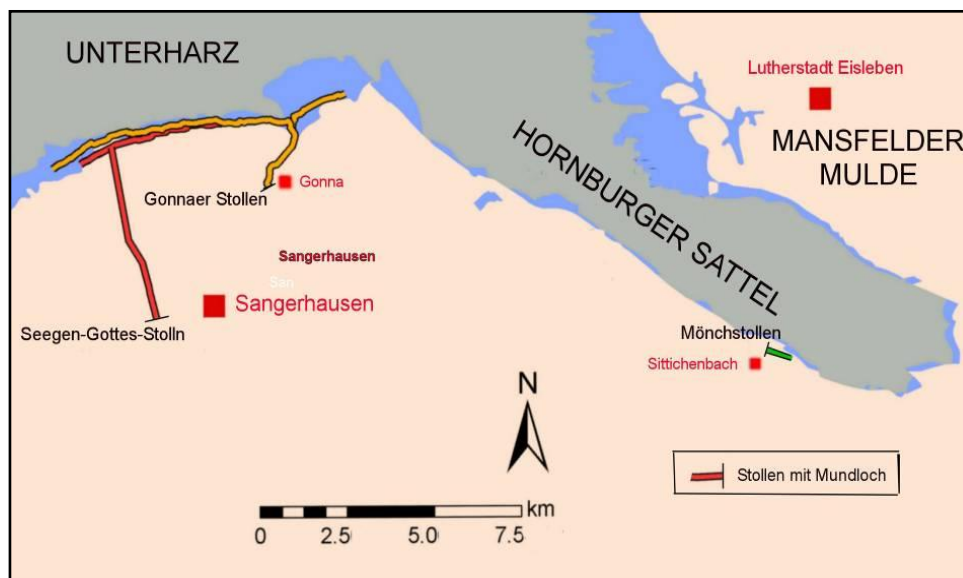 UNTERHARZ
Lutherstadt Eisleben
MANSFELDER
MULDE
HORNBURGER SATTEL
Gonnaer Stollen
Gonna
Sangerhausen
San
Sangerhausen
Seegen-Gottes-Stolln
Mönchstollen
Sittichenbach
N
Stollen mit Mundloch
km
0 2.5 5.0 7.5